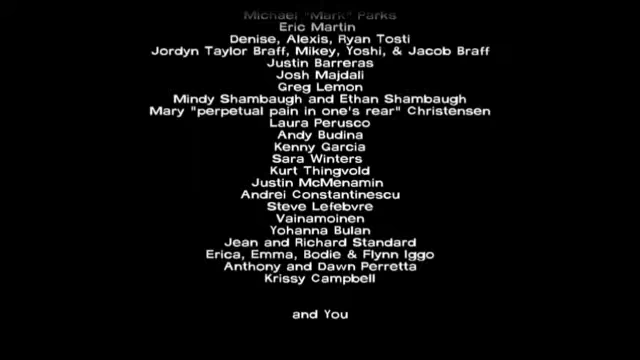 Michael "Mark" Parks
Eric Martin
Denise, Alexis, Ryan Tosti
Jordyn Taylor Braff, Mikey, Yoshi, & Jacob Braff
Justin Barreras
Josh Majdali
Greg Lemon
Mindy Shambaugh and Ethan Shambaugh
Mary "perpetual pain in one's rear" Christensen
Laura Perusco
Andy Budina
Kenny Garcia
Sara Winters
Kurt Thingvold
Justin McMenamin
Andrei Constantinescu
Steve Lefebvre
Vainamoinen
Yohanna Bulan
Jean and Richard Standard
Erica, Emma, Bodie & Flynn Iggo
Anthony and Dawn Perretta
Krissy Campbell
and You